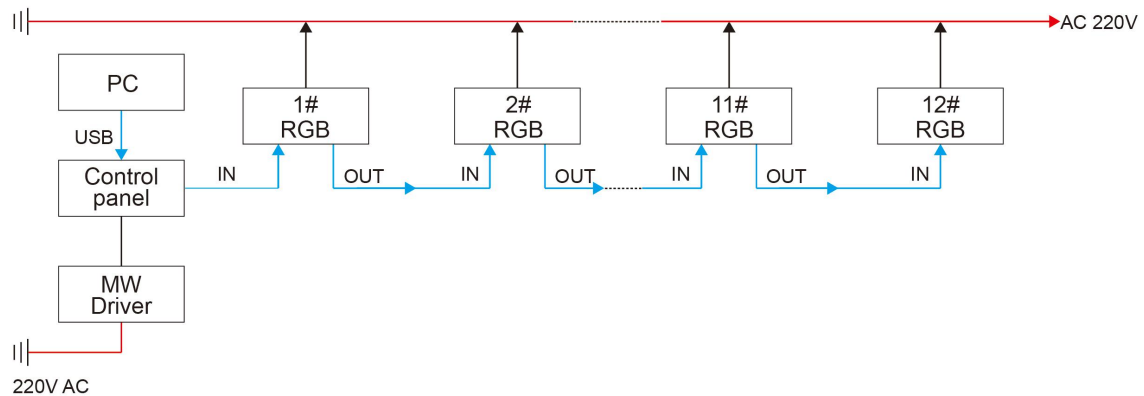 AC 220V
PC
1#
RGB
2#
RGB
11#
RGB
12#
RGB
USB
Control
panel
IN
OUT
IN
OUT
IN
OUT
IN
MW
Driver
220V AC